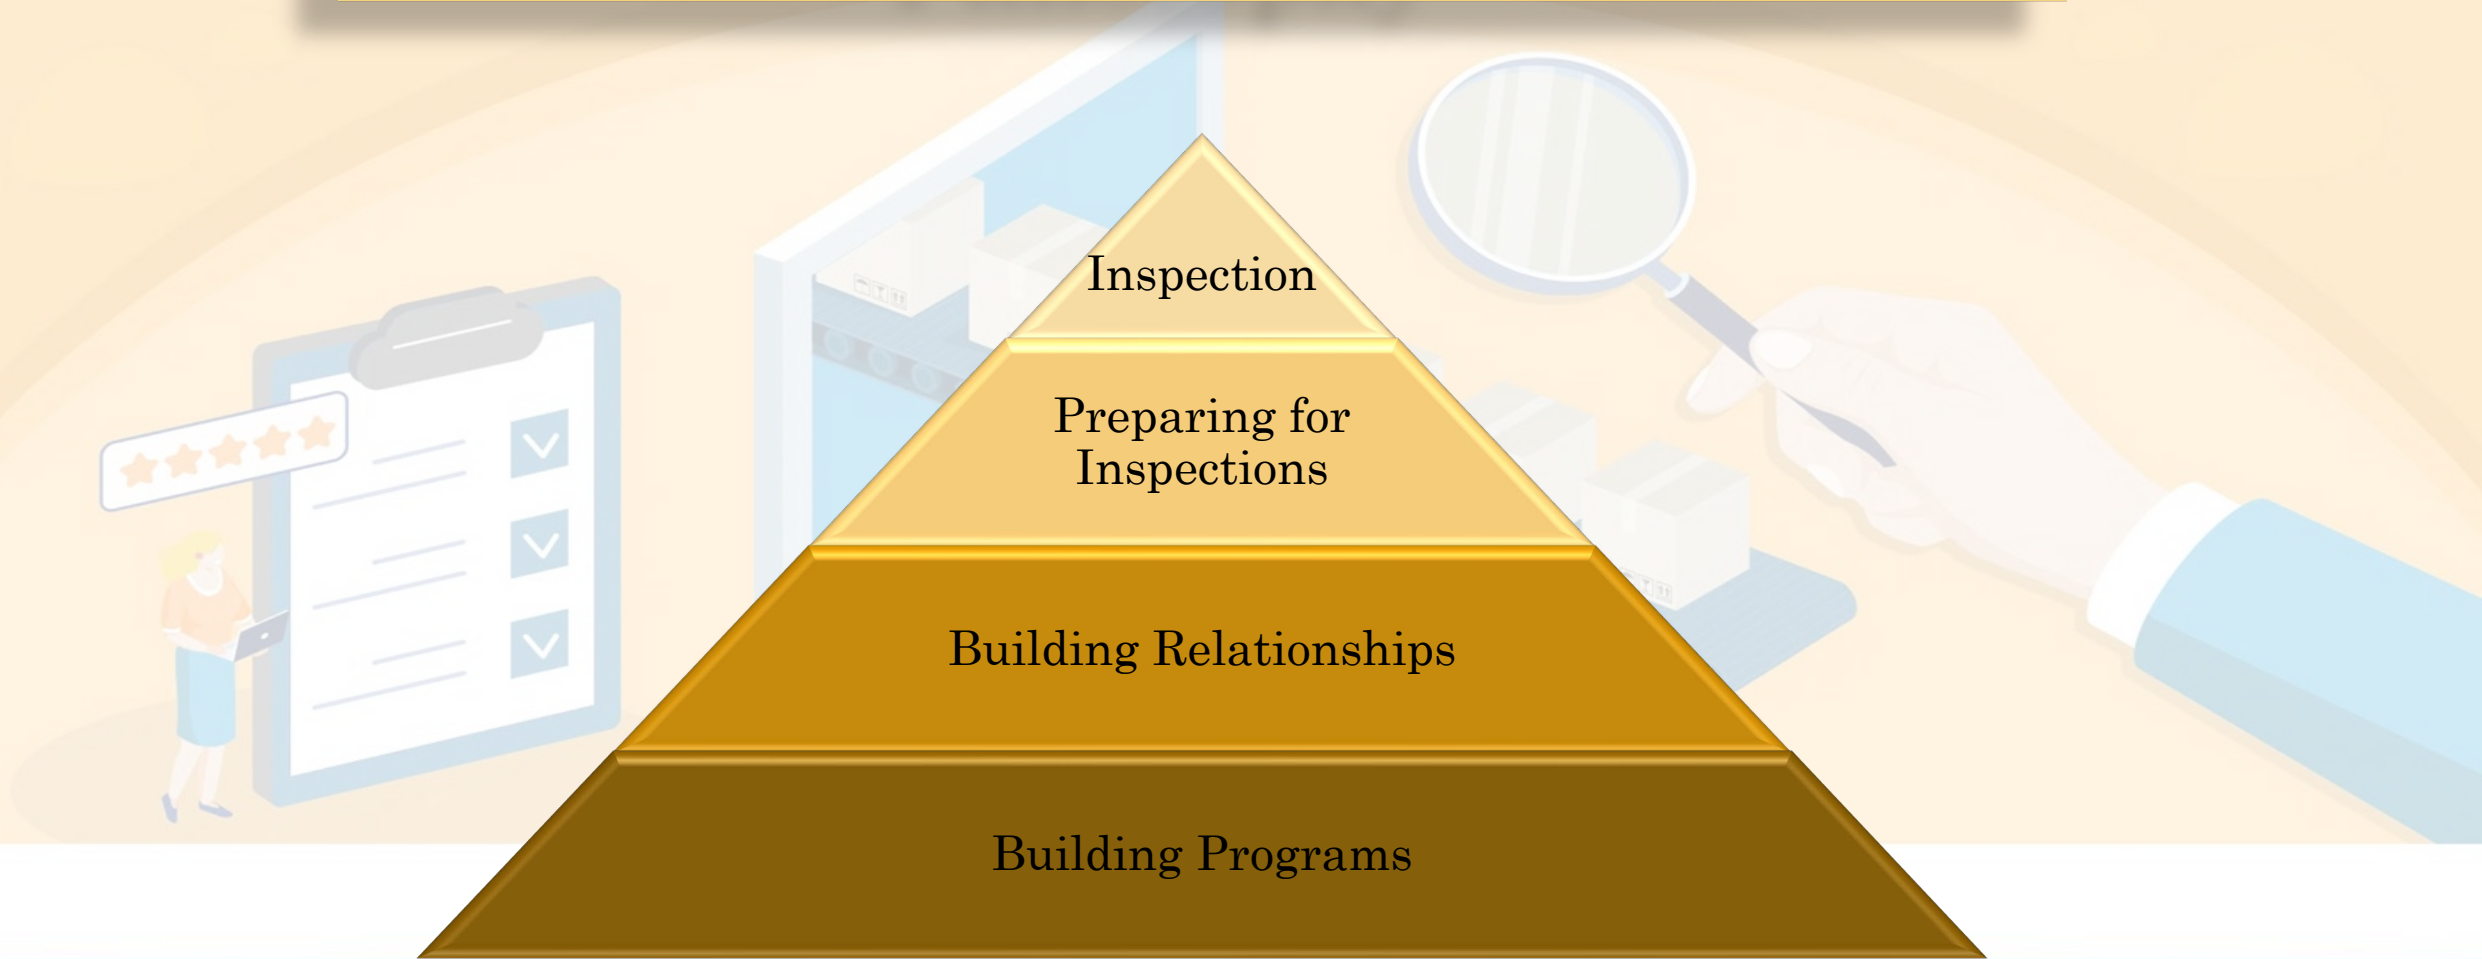 Inspection
Preparing for
Inspections
Building Relationships
Building Programs